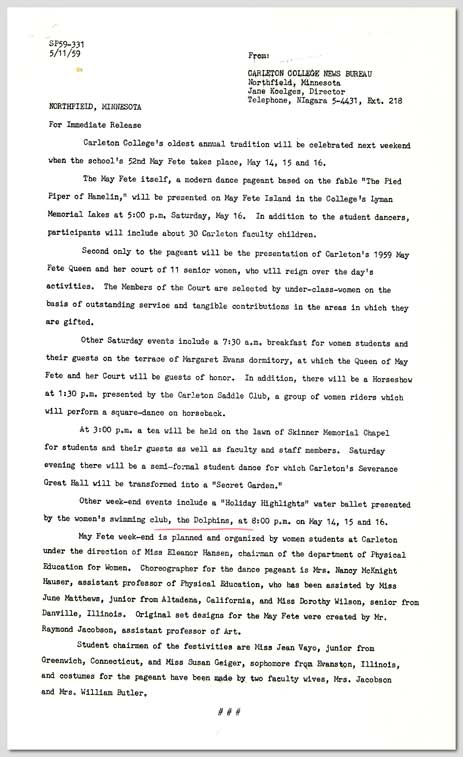 SP59-331
5/11/59
From:
CARLETON COLLEGE NEWS BUREAU
Northfield, Minnesota
Jane Koelges, Director
Telephone, NIagara 5-4431, Ext. 218
NORTHFIELD, MINNESOTA
For Immediate Release
Carleton College's oldest annual tradition will be celebrated next weekend
when the school's 52nd May Fete takes place, May 14, 15 and 16.
The May Fete itself, a modern dance pageant based on the fable "The Pied
Piper of Hamelin," will be presented on May Fete Island in the College's Lyman
Memorial Lakes at 5:00 p.m. Saturday, May 16. In addition to the student dancers,
participants will include about 30 Carleton faculty children.
Second only to the pageant will be the presentation of Carleton's 1959 May
Fete Queen and her court of 11 senior women, who will reign over the day's
activities. The Members of the Court are selected by under-class-women on the
basis of outstanding service and tangible contributions in the areas in which they
are gifted.
Other Saturday events include a 7:30 a.m. breakfast for women students and
their guests on the terrace of Margaret Evans dormitory, at which the Queen of May
Fete and her Court will be guests of honor. In addition, there will be a Horseshow
at 1:30 p.m. presented by the Carleton Saddle Club, a group of women riders which
will perform a square-dance on horseback.
At 3:00 p.m. a tea will be held on the lawn of Skinner Memorial Chapel
for students and their guests as well as faculty and staff members. Saturday
evening there will be a semi-formal student dance for which Carleton's Severance
Great Hall will be transformed into a "Secret Garden."
Other week-end events include a "Holiday Highlights" water ballet presented
by the women's swimming club, the Dolphins, at 8:00 p.m. on May 14, 15 and 16.
May Fete week-end is planned and organized by women students at Carleton
under the direction of Miss Eleanor Hansen, chairman of the department of Physical
Education for Women. Choreographer for the dance pageant is Mrs. Nancy McKnight
Hauser, assistant professor of Physical Education, who has been assisted by Miss
June Matthews, junior from Altadena, California, and Miss Dorothy Wilson, senior from
Danville, Illinois. Original set designs for the May Fete were created by Mr.
Raymond Jacobson, assistant professor of Art.
Student chairmen of the festivities are Miss Jean Vayo, junior from
Greenwich, Connecticut, and Miss Susan Geiger, sophomore from Evanston, Illinois,
and costumes for the pageant have been made by two faculty wives, Mrs. Jacobson
and Mrs. William Butler.
# # #